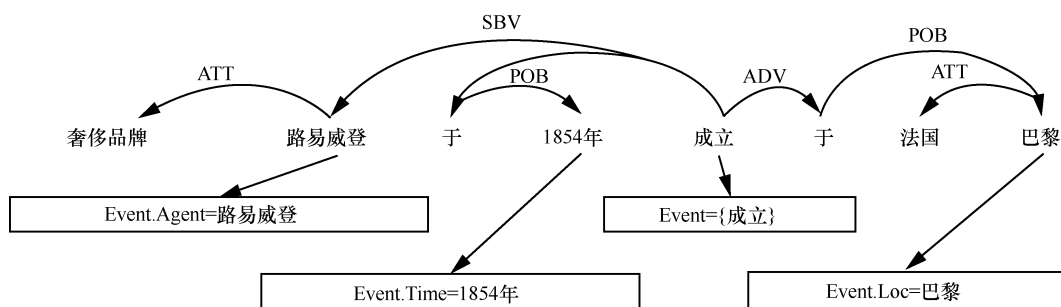 SBV
POB
ATT
POB
ADV
ATT
奢侈品牌 路易威登 于 1854年 成立 于 法国 巴黎
Event.Agent=路易威登
Event={成立}
Event.Time=1854年
Event.Loc=巴黎